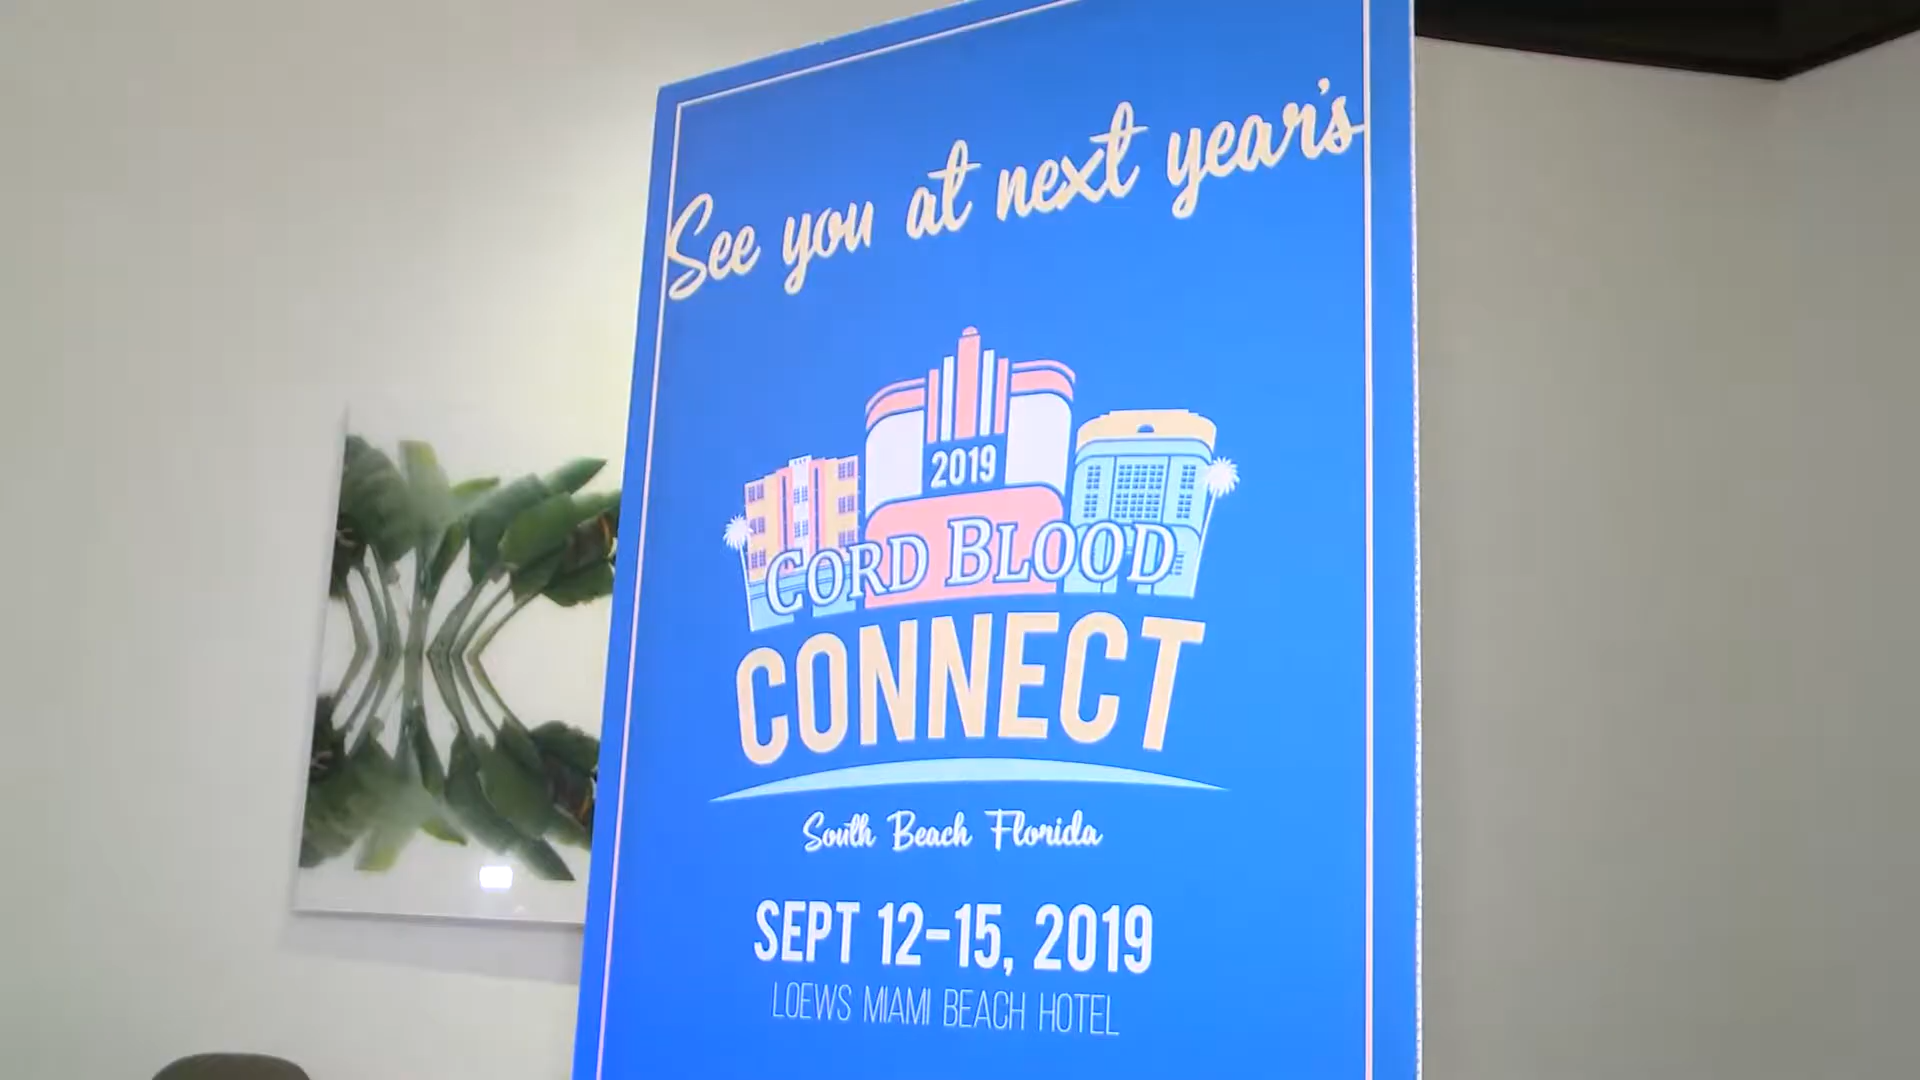 See you at next year's
2019
CORD BLOOD
CONNECT
South Beach Florida
SEPT 12-15, 2019
LOEWS MIAMI BEACH HOTEL